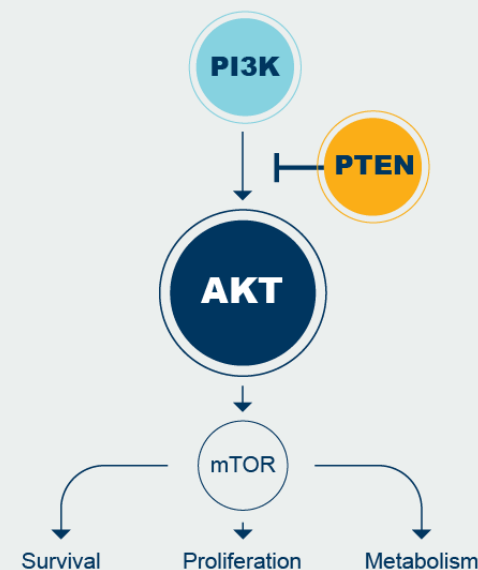 PI3K
PTEN
AKT
mTOR
Survival Proliferation Metabolism